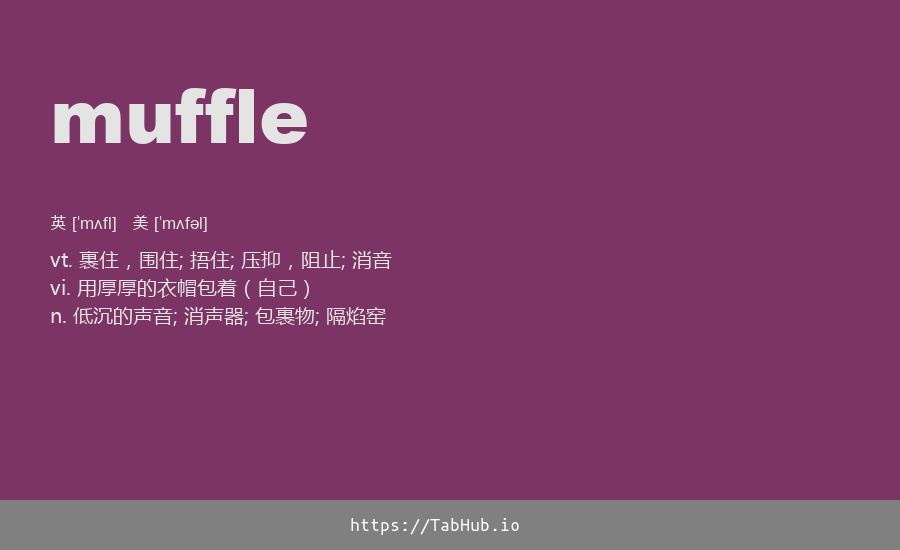 muffle
英 [ˈmʌfl] 美 [ˈmʌfəl]
vt. 裹住，围住; 捂住; 压抑，阻止; 消音
vi. 用厚厚的衣帽包着（自己）
n. 低沉的声音; 消声器; 包裹物; 隔焰窑
https://TabHub.io